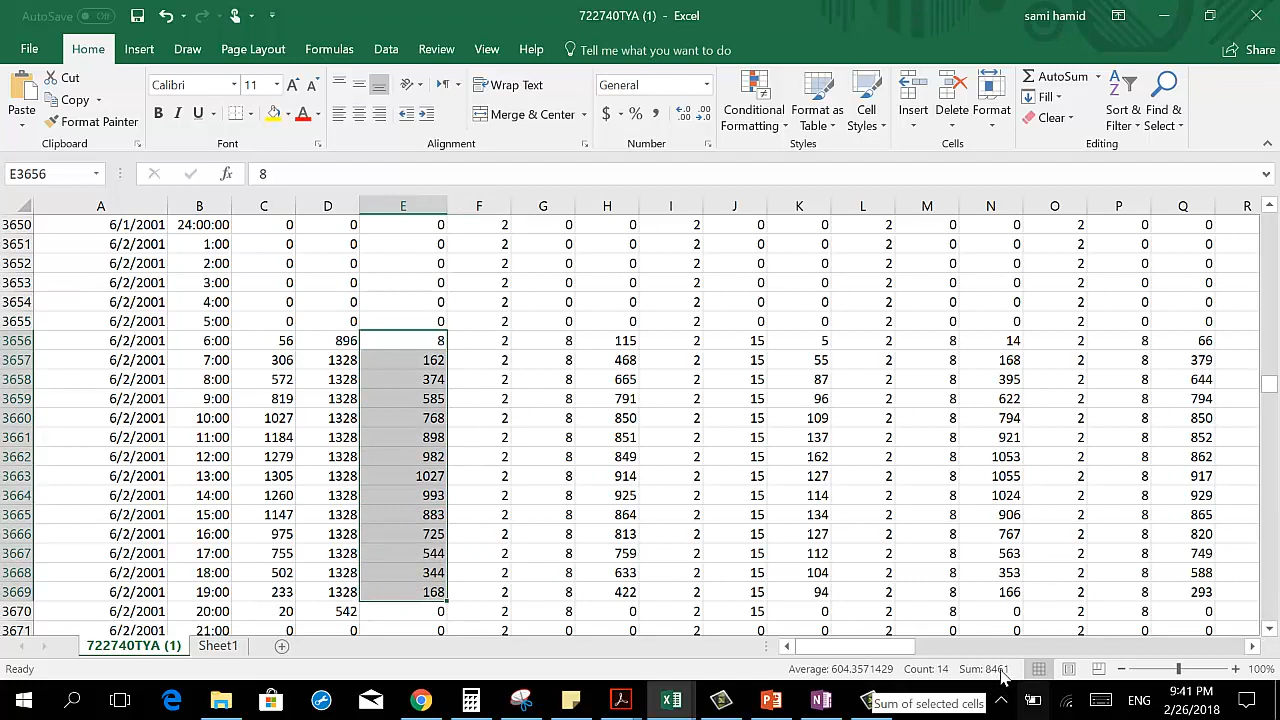 AutoSave Off 722740TYA (1) - Excel sami hamid
File Home Insert Draw Page Layout Formulas Data Review View Help Tell me what you want to do Share
Paste Cut Copy Format Painter Clipboard
Calibri 11 B I U Font
Wrap Text Merge & Center Alignment
General $ % , Number
Conditional Formatting Format as Table Cell Styles Styles
Insert Delete Format Cells
AutoSum Fill Clear Sort & Filter Find & Select Editing
E3656 fx 8
A B C D E F G H I J K L M N O P Q R
3650 6/1/2001 24:00:00 0 0 0 2 0 0 2 0 0 2 0 0 2 0 0
3651 6/2/2001 1:00 0 0 0 2 0 0 2 0 0 2 0 0 2 0 0
3652 6/2/2001 2:00 0 0 0 2 0 0 2 0 0 2 0 0 2 0 0
3653 6/2/2001 3:00 0 0 0 2 0 0 2 0 0 2 0 0 2 0 0
3654 6/2/2001 4:00 0 0 0 2 0 0 2 0 0 2 0 0 2 0 0
3655 6/2/2001 5:00 0 0 0 2 0 0 2 0 0 2 0 0 2 0 0
3656 6/2/2001 6:00 56 896 8 2 8 115 2 15 5 2 8 14 2 8 66
3657 6/2/2001 7:00 306 1328 162 2 8 468 2 15 55 2 8 168 2 8 379
3658 6/2/2001 8:00 572 1328 374 2 8 665 2 15 87 2 8 395 2 8 644
3659 6/2/2001 9:00 819 1328 585 2 8 791 2 15 96 2 8 622 2 8 794
3660 6/2/2001 10:00 1027 1328 768 2 8 850 2 15 109 2 8 794 2 8 850
3661 6/2/2001 11:00 1184 1328 898 2 8 851 2 15 137 2 8 921 2 8 852
3662 6/2/2001 12:00 1279 1328 982 2 8 849 2 15 162 2 8 1053 2 8 862
3663 6/2/2001 13:00 1305 1328 1027 2 8 914 2 15 127 2 8 1055 2 8 917
3664 6/2/2001 14:00 1260 1328 993 2 8 925 2 15 114 2 8 1024 2 8 929
3665 6/2/2001 15:00 1147 1328 883 2 8 864 2 15 134 2 8 906 2 8 865
3666 6/2/2001 16:00 975 1328 725 2 8 813 2 15 127 2 8 767 2 8 820
3667 6/2/2001 17:00 755 1328 544 2 8 759 2 15 112 2 8 563 2 8 749
3668 6/2/2001 18:00 502 1328 344 2 8 633 2 15 104 2 8 353 2 8 588
3669 6/2/2001 19:00 233 1328 168 2 8 422 2 15 94 2 8 166 2 8 293
3670 6/2/2001 20:00 20 542 0 2 8 0 2 15 0 2 8 0 2 8 0
3671 6/2/2001 21:00 0 0 0 2 0 0 2 0 0 2 0 0 2 0 0
722740TYA (1) Sheet1
Ready Average: 604.3571429 Count: 14 Sum: 8461 100%
Sum of selected cells
ENG 9:41 PM
2/26/2018